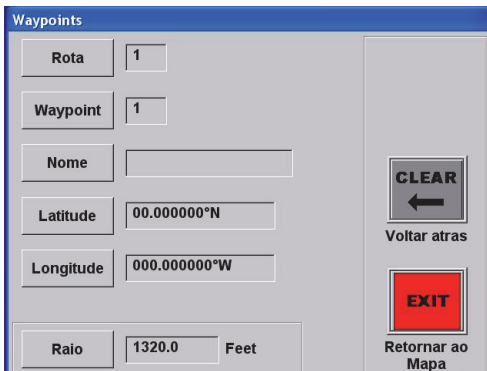 Waypoints
Rota 1
Waypoint 1
Nome
CLEAR
Latitude 00.000000°N
Voltar atras
Longitude 000.000000°W
EXIT
Raio 1320.0 Feet
Retornar ao
Mapa